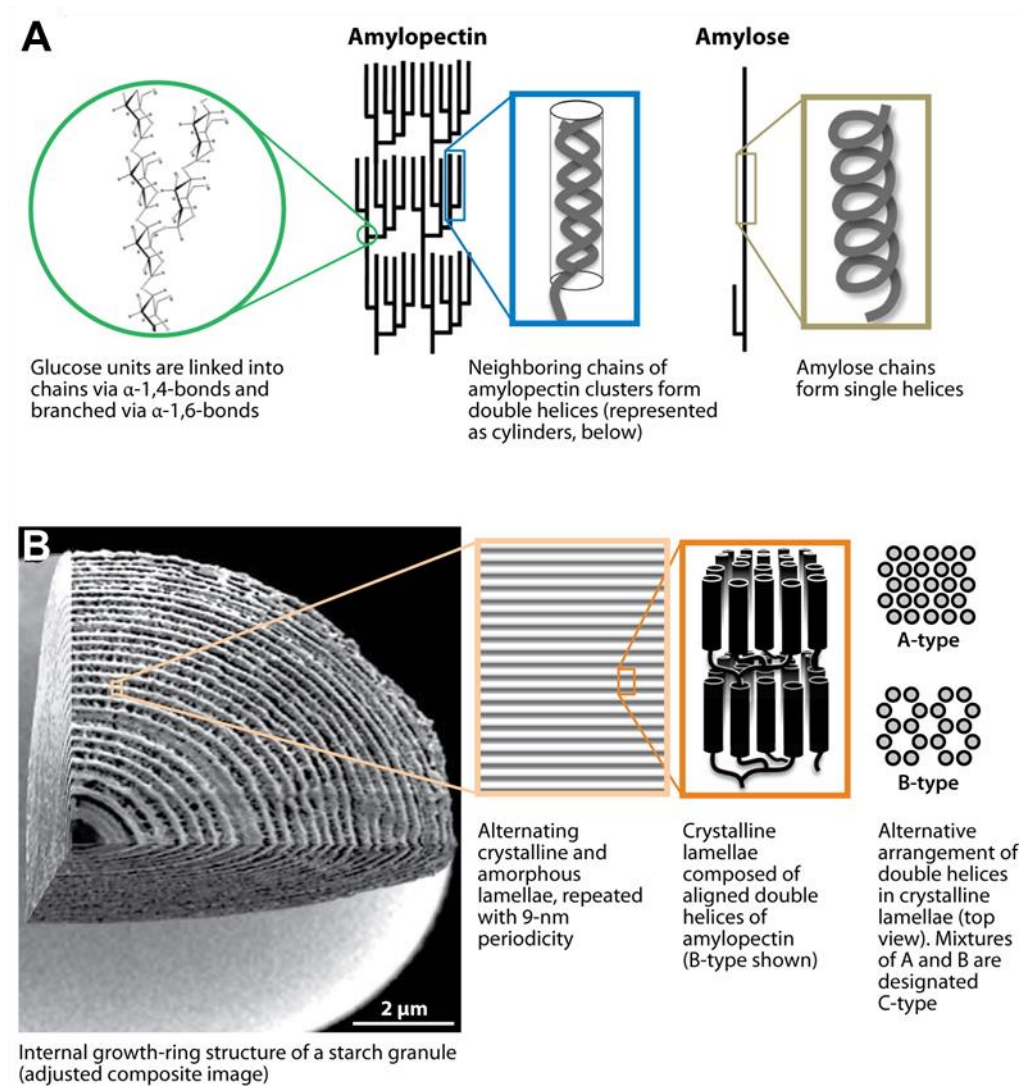 A
Amylopectin
Amylose
Glucose units are linked into
chains via α-1,4-bonds and
branched via α-1,6-bonds
Neighboring chains of
amylopectin clusters form
double helices (represented
as cylinders, below)
Amylose chains
form single helices
B
2 μm
Internal growth-ring structure of a starch granule
(adjusted composite image)
Alternating
crystalline and
amorphous
lamellae, repeated
with 9-nm
periodicity
Crystalline
lamellae
composed of
aligned double
helices of
amylopectin
(B-type shown)
A-type
B-type
Alternative
arrangement of
double helices
in crystalline
lamellae (top
view). Mixtures
of A and B are
designated
C-type